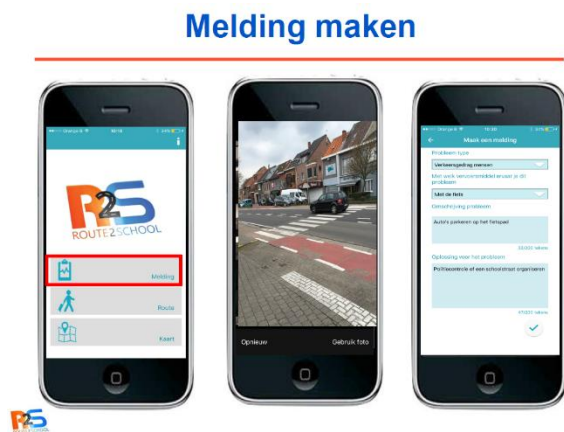 Melding maken
R2S
ROUTE2SCHOOL
Melding
Route
Kaart
Opnieuw
Gebruik foto
Maak een melding
Probleem type
Verkeersgedrag mensen
Met welk vervoersmiddel ervaar je dit
probleem
Met de fiets
Omschrijving probleem
Auto's parkeren op het fietspad
Oplossing voor het probleem
Politiecontrole of een schoolstraat organiseren
R2S